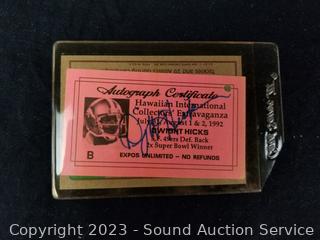 Autograph Certificate
Hawaiian International
Collectors Extravaganza
August 1 & 2, 1992
DWIGHT HICKS
S.F. 49ers Def. Back
2x Super Bowl Winner
B
EXPOS UNLIMITED – NO REFUNDS
Copyright 2023 - Sound Auction Service